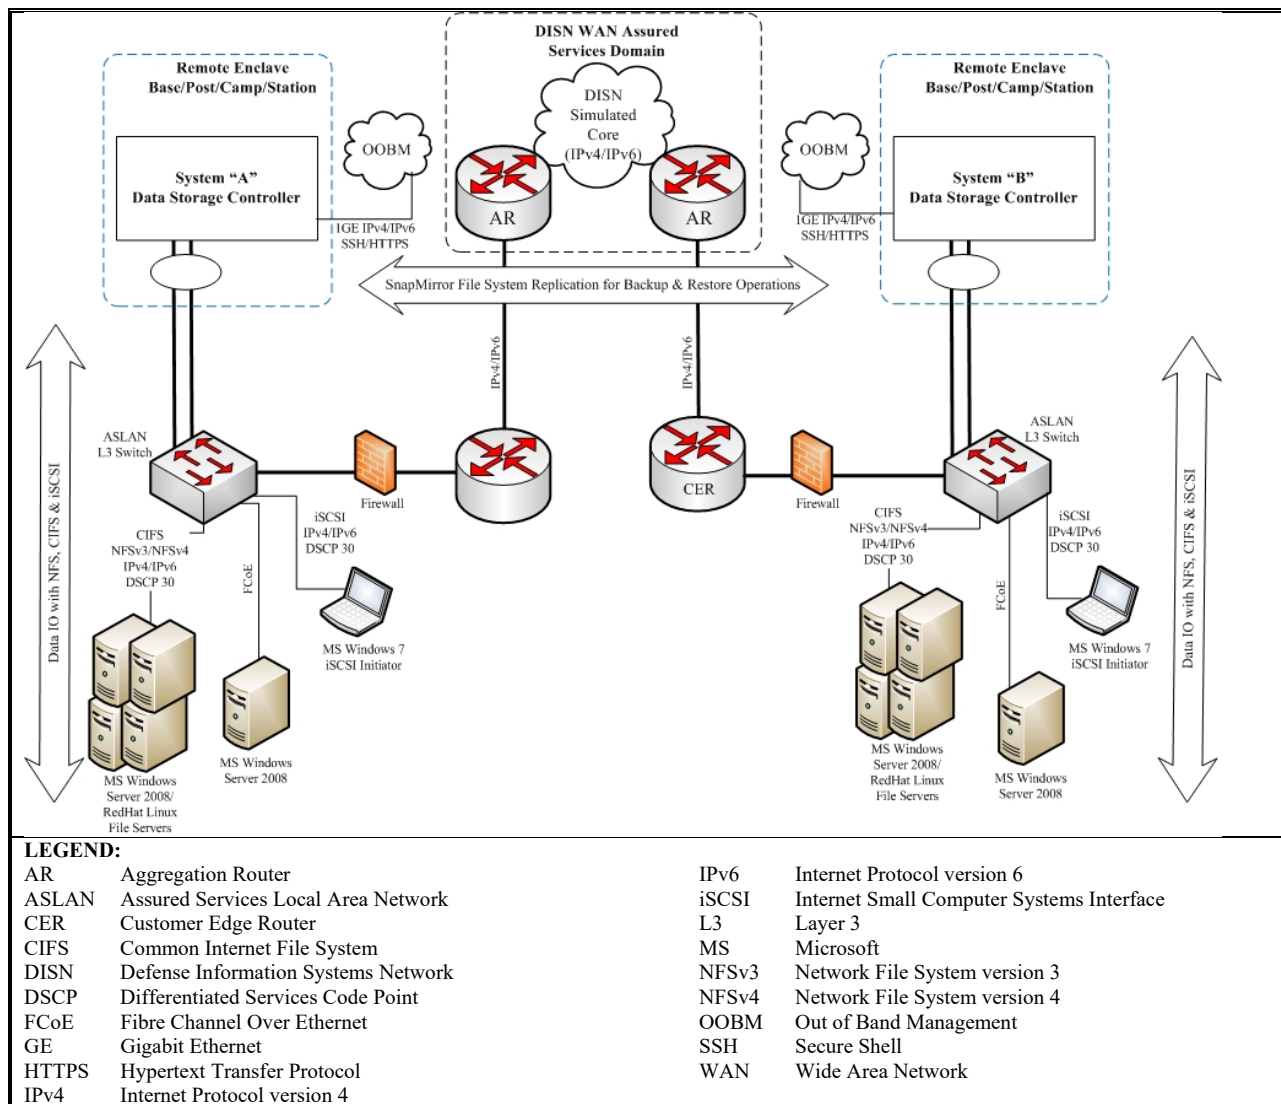 DISN WAN Assured
Services Domain
Remote Enclave
Base/Post/Camp/Station
Remote Enclave
Base/Post/Camp/Station
DISN
Simulated
Core
(IPv4/IPv6)
OOBM
OOBM
System “A”
Data Storage Controller
System “B”
Data Storage Controller
AR
AR
1GE IPv4/IPv6
SSH/HTTPS
1GE IPv4/IPv6
SSH/HTTPS
SnapMirror File System Replication for Backup & Restore Operations
IPv4/IPv6
IPv4/IPv6
ASLAN
L3 Switch
ASLAN
L3 Switch
Firewall
CER
Firewall
Data IO with NFS, CIFS & iSCSI
Data IO with NFS, CIFS & iSCSI
CIFS
NFSv3/NFSv4
IPv4/IPv6
DSCP 30
FCoE
iSCSI
IPv4/IPv6
DSCP 30
CIFS
NFSv3/NFSv4
IPv4/IPv6
DSCP 30
FCoE
iSCSI
IPv4/IPv6
DSCP 30
MS Windows 7
iSCSI Initiator
MS Windows 7
iSCSI Initiator
MS Windows
Server 2008/
RedHat Linux
File Servers
MS Windows
Server 2008
MS Windows
Server 2008/
RedHat Linux
File Servers
MS Windows
Server 2008
LEGEND:
AR Aggregation Router
ASLAN Assured Services Local Area Network
CER Customer Edge Router
CIFS Common Internet File System
DISN Defense Information Systems Network
DSCP Differentiated Services Code Point
FCoE Fibre Channel Over Ethernet
GE Gigabit Ethernet
HTTPS Hypertext Transfer Protocol
IPv4 Internet Protocol version 4
IPv6 Internet Protocol version 6
iSCSI Internet Small Computer Systems Interface
L3 Layer 3
MS Microsoft
NFSv3 Network File System version 3
NFSv4 Network File System version 4
OOBM Out of Band Management
SSH Secure Shell
WAN Wide Area Network